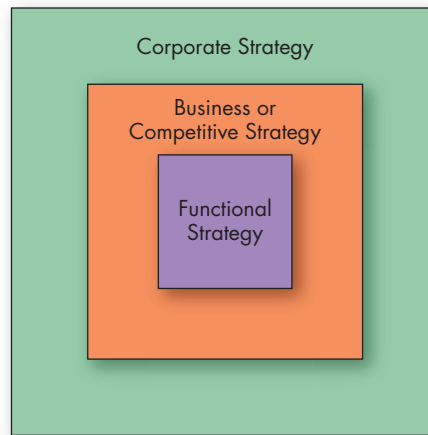 Corporate Strategy
Business or
Competitive Strategy
Functional
Strategy